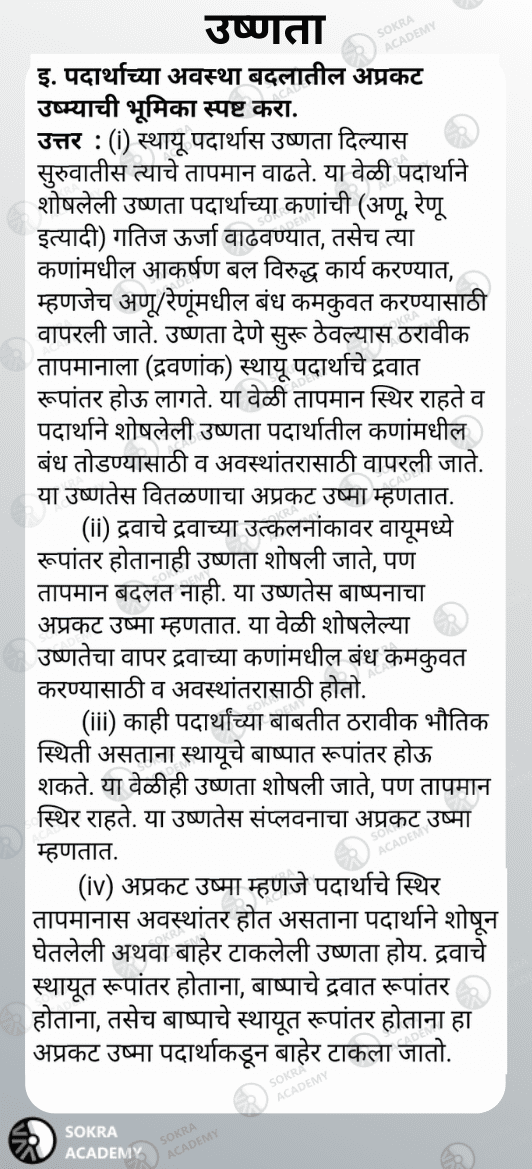 उष्णता
इ. पदार्थाच्या अवस्था बदलातील अप्रकट
उष्म्याची भूमिका स्पष्ट करा.
उत्तर : (i) स्थायू पदार्थास उष्णता दिल्यास
सुरुवातीस त्याचे तापमान वाढते. या वेळी पदार्थाने
शोषलेली उष्णता पदार्थाच्या कणांची (अणू, रेणू
इत्यादी) गतिज ऊर्जा वाढवण्यात, तसेच त्या
कणांमधील आकर्षण बल विरुद्ध कार्य करण्यात,
म्हणजेच अणू/रेणूंमधील बंध कमकुवत करण्यासाठी
वापरली जाते. उष्णता देणे सुरू ठेवल्यास ठरावीक
तापमानाला (द्रवणांक) स्थायू पदार्थाचे द्रवात
रूपांतर होऊ लागते. या वेळी तापमान स्थिर राहते व
पदार्थाने शोषलेली उष्णता पदार्थातील कणांमधील
बंध तोडण्यासाठी व अवस्थांतरासाठी वापरली जाते.
या उष्णतेस वितळणाचा अप्रकट उष्मा म्हणतात.
(ii) द्रवाचे द्रवाच्या उत्कलनांकावर वायूमध्ये
रूपांतर होतानाही उष्णता शोषली जाते, पण
तापमान बदलत नाही. या उष्णतेस बाष्पनाचा
अप्रकट उष्मा म्हणतात. या वेळी शोषलेल्या
उष्णतेचा वापर द्रवाच्या कणांमधील बंध कमकुवत
करण्यासाठी व अवस्थांतरासाठी होतो.
(iii) काही पदार्थांच्या बाबतीत ठरावीक भौतिक
स्थिती असताना स्थायूचे बाष्पात रूपांतर होऊ
शकते. या वेळीही उष्णता शोषली जाते, पण तापमान
स्थिर राहते. या उष्णतेस संप्लवनाचा अप्रकट उष्मा
म्हणतात.
(iv) अप्रकट उष्मा म्हणजे पदार्थाचे स्थिर
तापमानास अवस्थांतर होत असताना पदार्थाने शोषून
घेतलेली अथवा बाहेर टाकलेली उष्णता होय. द्रवाचे
स्थायूत रूपांतर होताना, बाष्पाचे द्रवात रूपांतर
होताना, तसेच बाष्पाचे स्थायूत रूपांतर होताना हा
अप्रकट उष्मा पदार्थाकडून बाहेर टाकला जातो.
SOKRA
ACADEMY